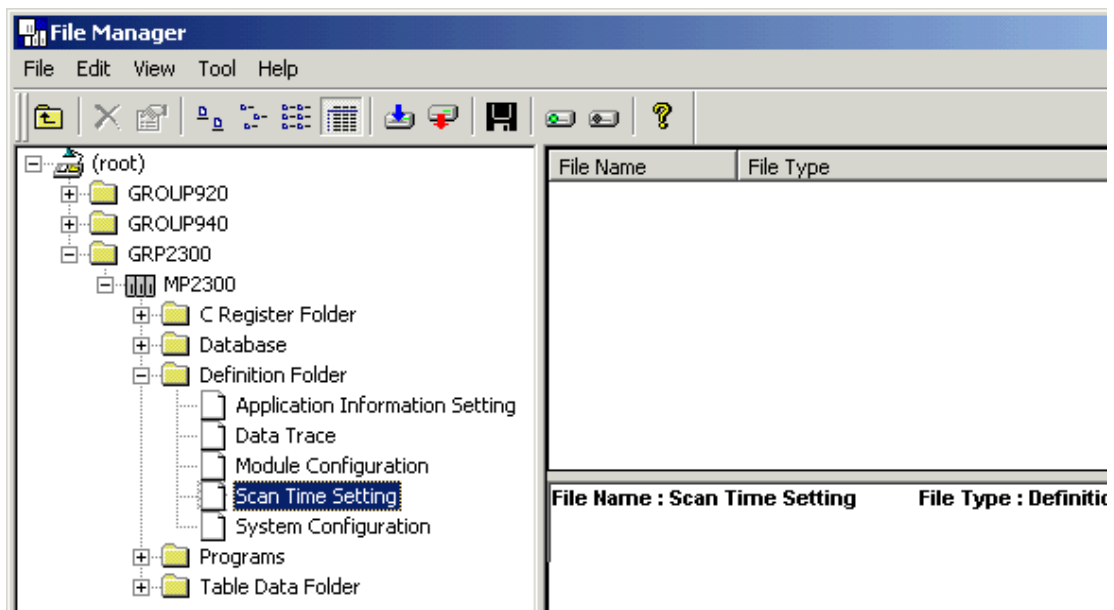 File Manager
File Edit View Tool Help
(root)
GROUP920
GROUP940
GRP2300
MP2300
C Register Folder
Database
Definition Folder
Application Information Setting
Data Trace
Module Configuration
Scan Time Setting
System Configuration
Programs
Table Data Folder
File Name File Type
File Name : Scan Time Setting File Type : Definitio